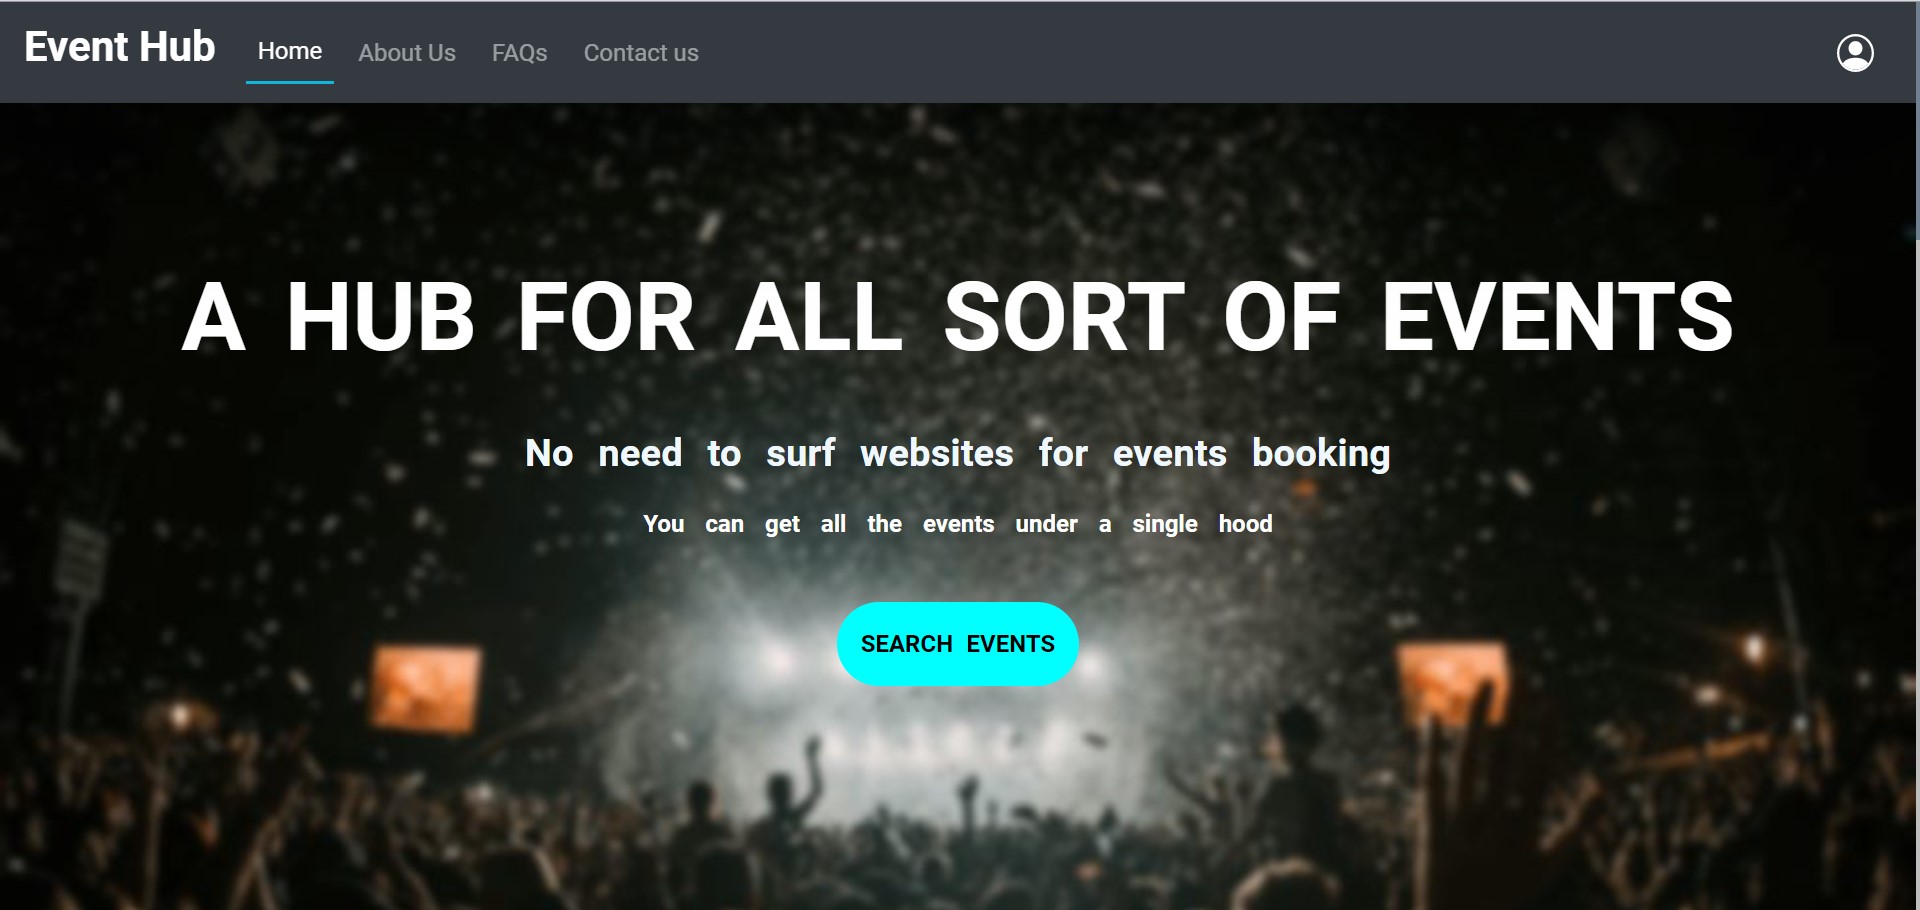 Event Hub Home About Us FAQs Contact us
A HUB FOR ALL SORT OF EVENTS
No need to surf websites for events booking
You can get all the events under a single hood
SEARCH EVENTS